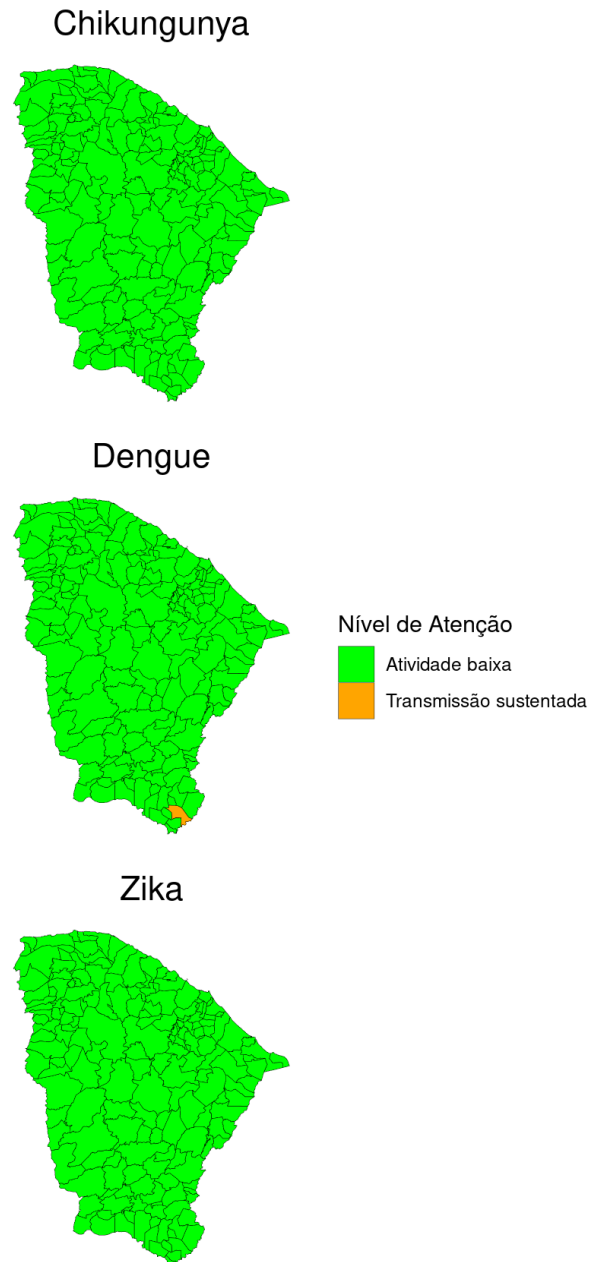 Chikungunya
Dengue
Nível de Atenção
Atividade baixa
Transmissão sustentada
Zika